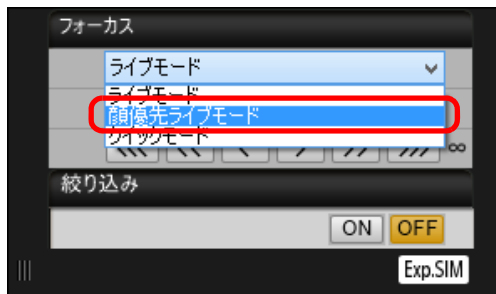 フォーカス
ライブモード
ライブモード
顔優先ライブモード
クイックモード
<<< << < > >> >>> ∞
絞り込み
ON OFF
Exp.SIM